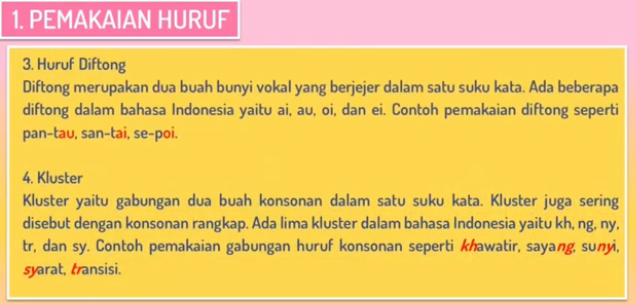 1. PEMAKAIAN HURUF
3. Huruf Diftong
Diftong merupakan dua buah bunyi vokal yang berjejer dalam satu suku kata. Ada beberapa
diftong dalam bahasa Indonesia yaitu ai, au, oi, dan ei. Contoh pemakaian diftong seperti
pan-tau, san-tai, se-poi.
4. Kluster
Kluster yaitu gabungan dua buah konsonan dalam satu suku kata. Kluster juga sering
disebut dengan konsonan rangkap. Ada lima kluster dalam bahasa Indonesia yaitu kh, ng, ny,
tr, dan sy. Contoh pemakaian gabungan huruf konsonan seperti khawatir, sayang, sunyi,
syarat, transisi.